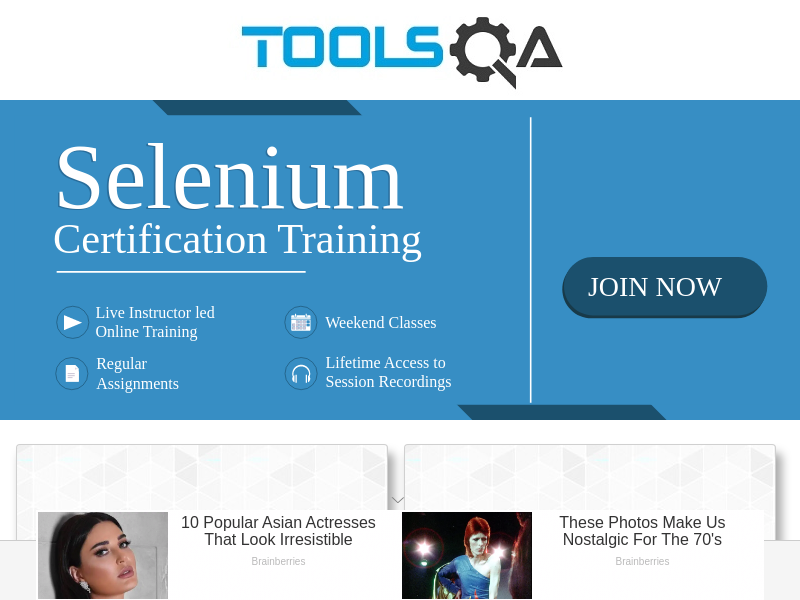 TOOLSQA
Selenium
Certification Training
JOIN NOW
Live Instructor led
Online Training
Weekend Classes
Regular
Assignments
Lifetime Access to
Session Recordings
10 Popular Asian Actresses
That Look Irresistible
Brainberries
These Photos Make Us
Nostalgic For The 70's
Brainberries